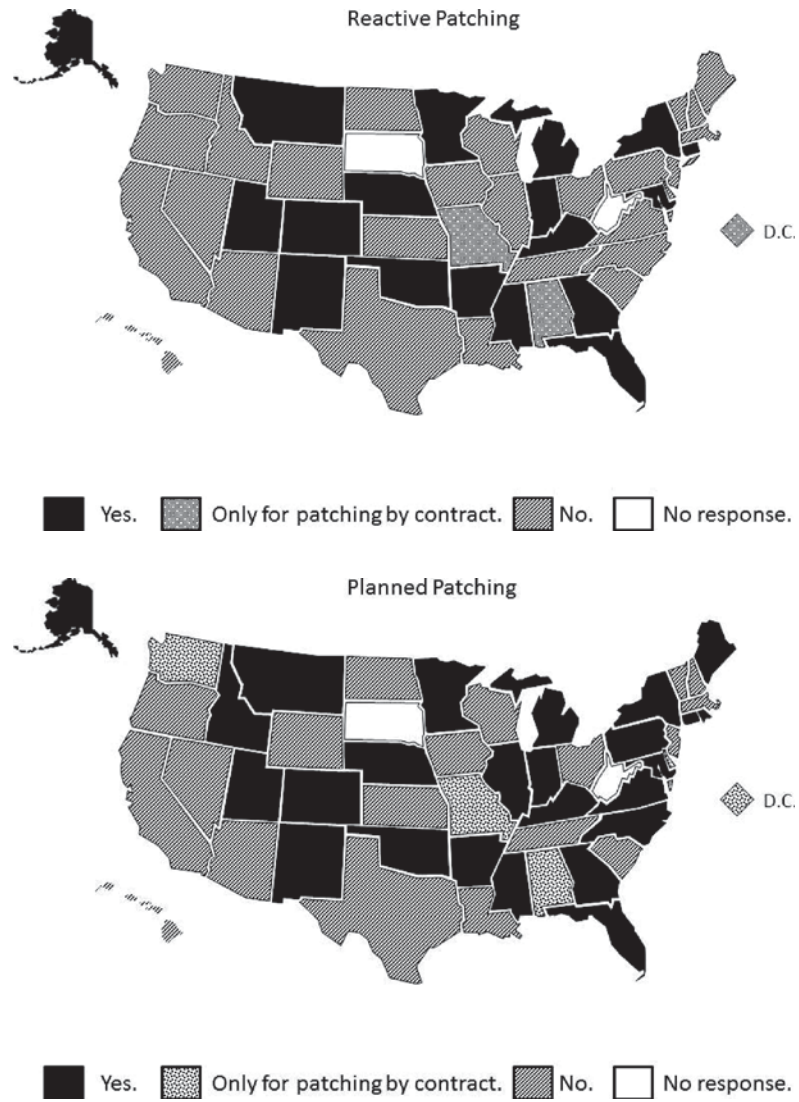 Reactive Patching
D.C.
Yes. Only for patching by contract. No. No response.
Planned Patching
D.C.
Yes. Only for patching by contract. No. No response.